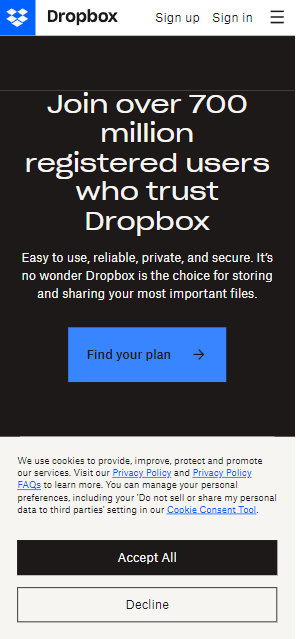 Dropbox
Sign up
Sign in
Join over 700
million
registered users
who trust
Dropbox
Easy to use, reliable, private, and secure. It's
no wonder Dropbox is the choice for storing
and sharing your most important files.
Find your plan
We use cookies to provide, improve, protect and promote
our services. Visit our Privacy Policy and Privacy Policy
FAQs to learn more. You can manage your personal
preferences, including your 'Do not sell or share my personal
data to third parties' setting in our Cookie Consent Tool.
Accept All
Decline